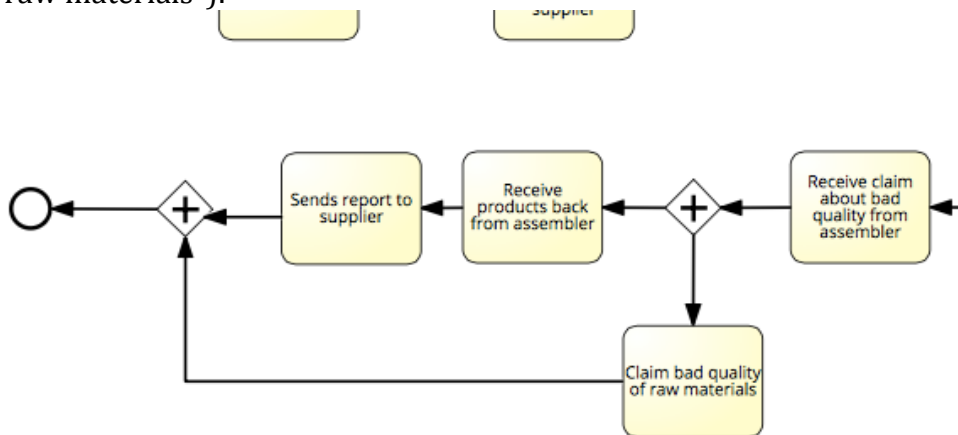 raw materials").
supplier
Sends report to
supplier
Receive
products back
from assembler
Receive claim
about bad
quality from
assembler
Claim bad quality
of raw materials